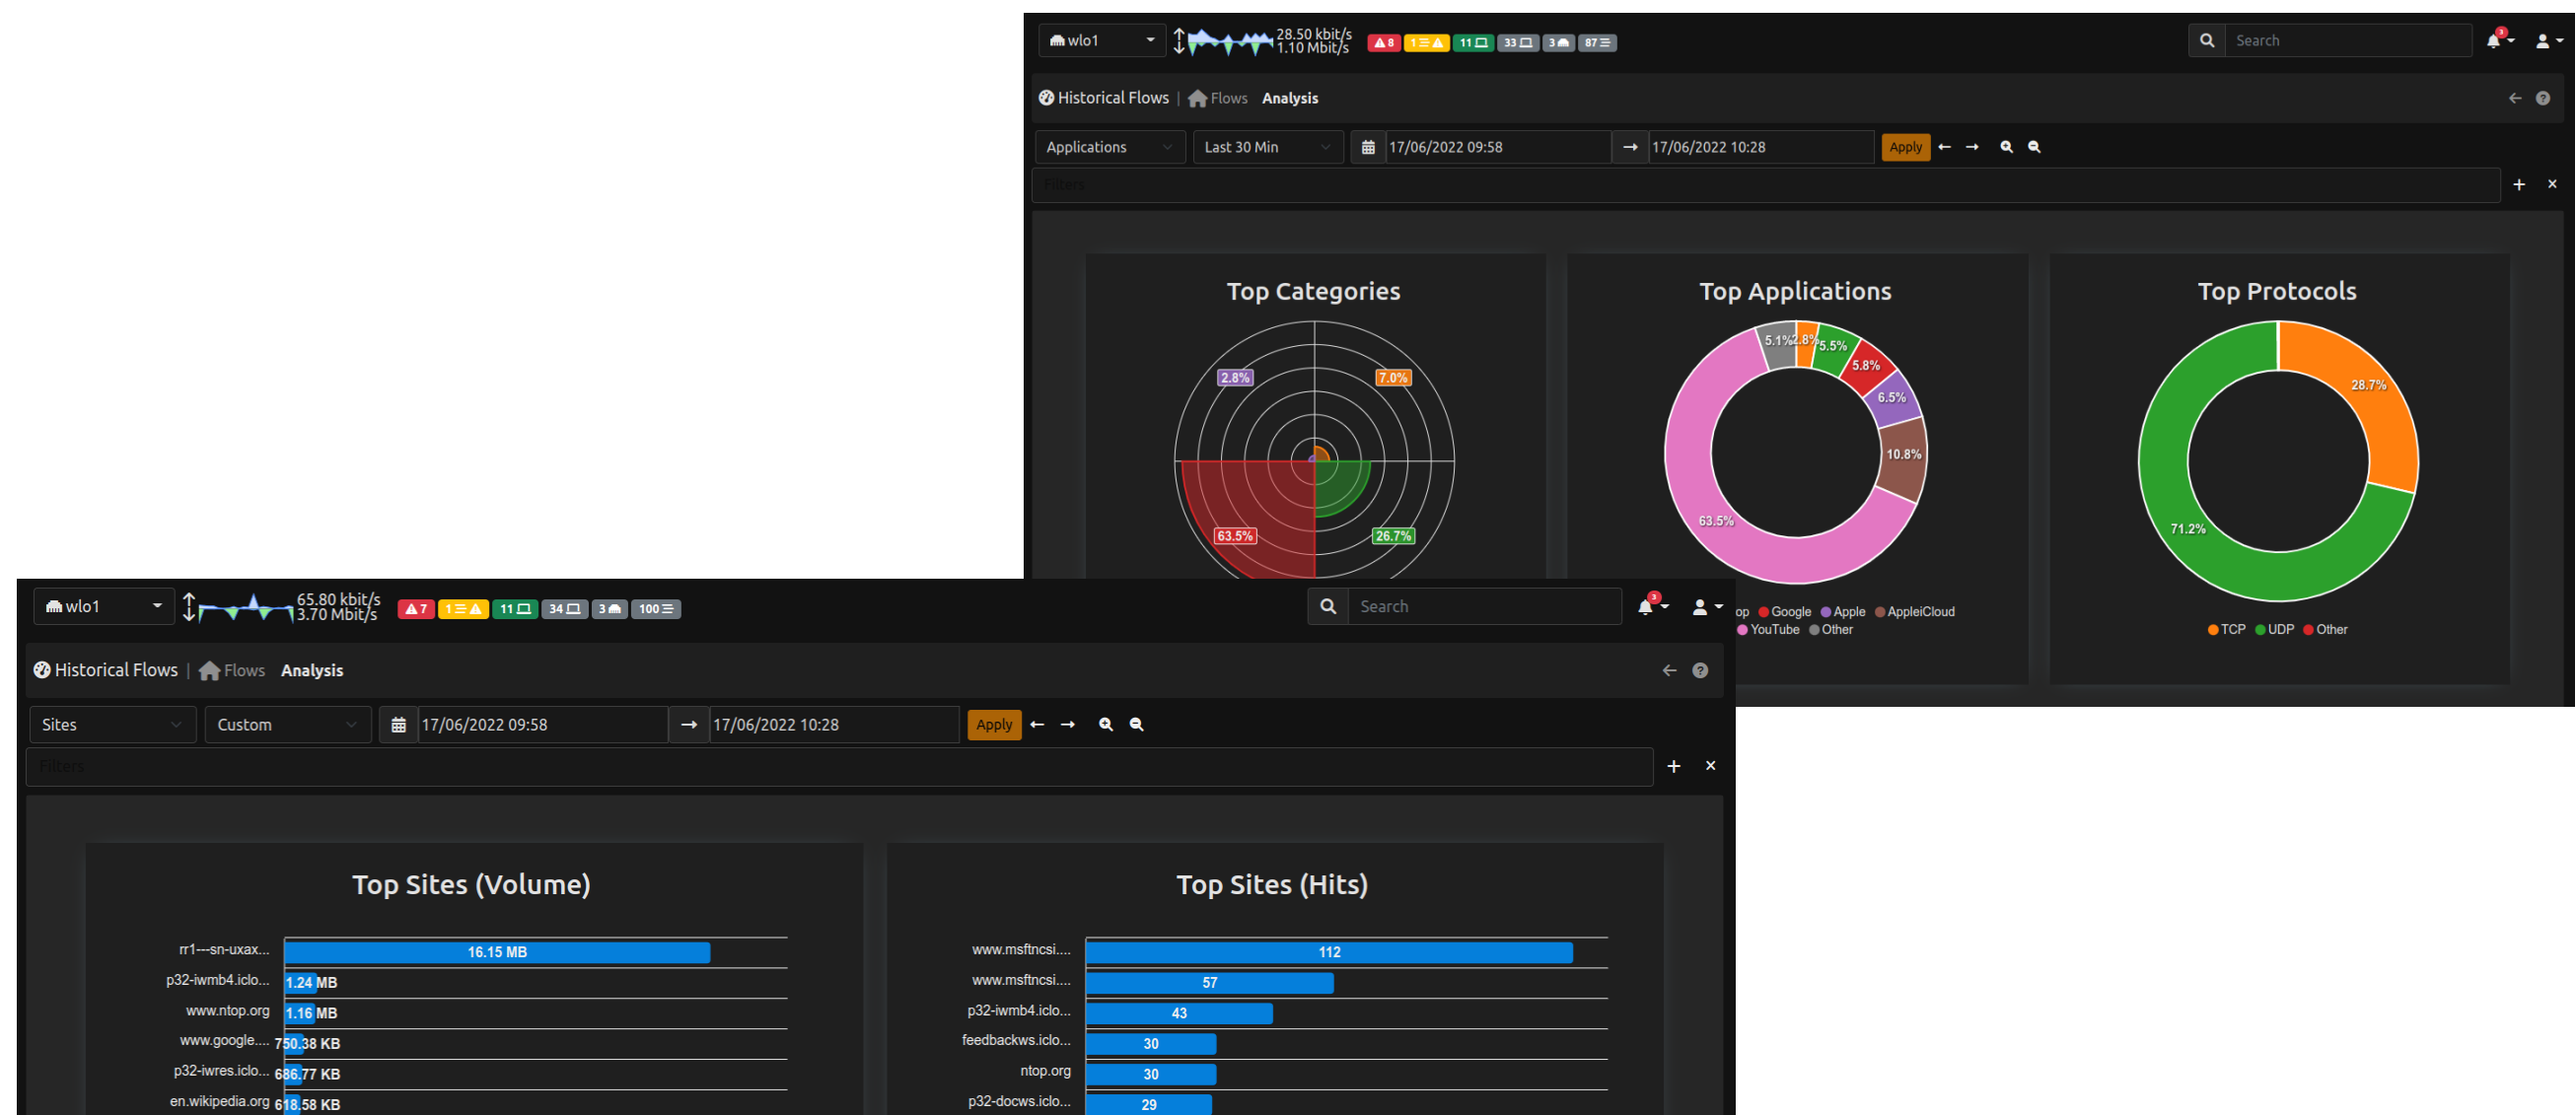 wlo1
28.50 kbit/s
1.10 Mbit/s
8
1
11
33
3
87
Search
3
Historical Flows | Flows Analysis
Applications
Last 30 Min
17/06/2022 09:58
17/06/2022 10:28
Apply
Filters
Top Categories
2.8%
7.0%
63.5%
26.7%
Top Applications
5.1%
2.8%
5.5%
5.8%
6.5%
10.8%
63.5%
op Google Apple AppleiCloud
YouTube Other
Top Protocols
28.7%
71.2%
TCP UDP Other
wlo1
65.80 kbit/s
3.70 Mbit/s
7
1
11
34
3
100
Search
3
Historical Flows | Flows Analysis
Sites
Custom
17/06/2022 09:58
17/06/2022 10:28
Apply
Filters
Top Sites (Volume)
rr1---sn-uxax... 16.15 MB
p32-iwmb4.iclo... 1.24 MB
www.ntop.org 1.16 MB
www.google.... 750.38 KB
p32-iwres.iclo... 686.77 KB
en.wikipedia.org 618.58 KB
Top Sites (Hits)
www.msftncsi.... 112
www.msftncsi.... 57
p32-iwmb4.iclo... 43
feedbackws.iclo... 30
ntop.org 30
p32-docws.iclo... 29